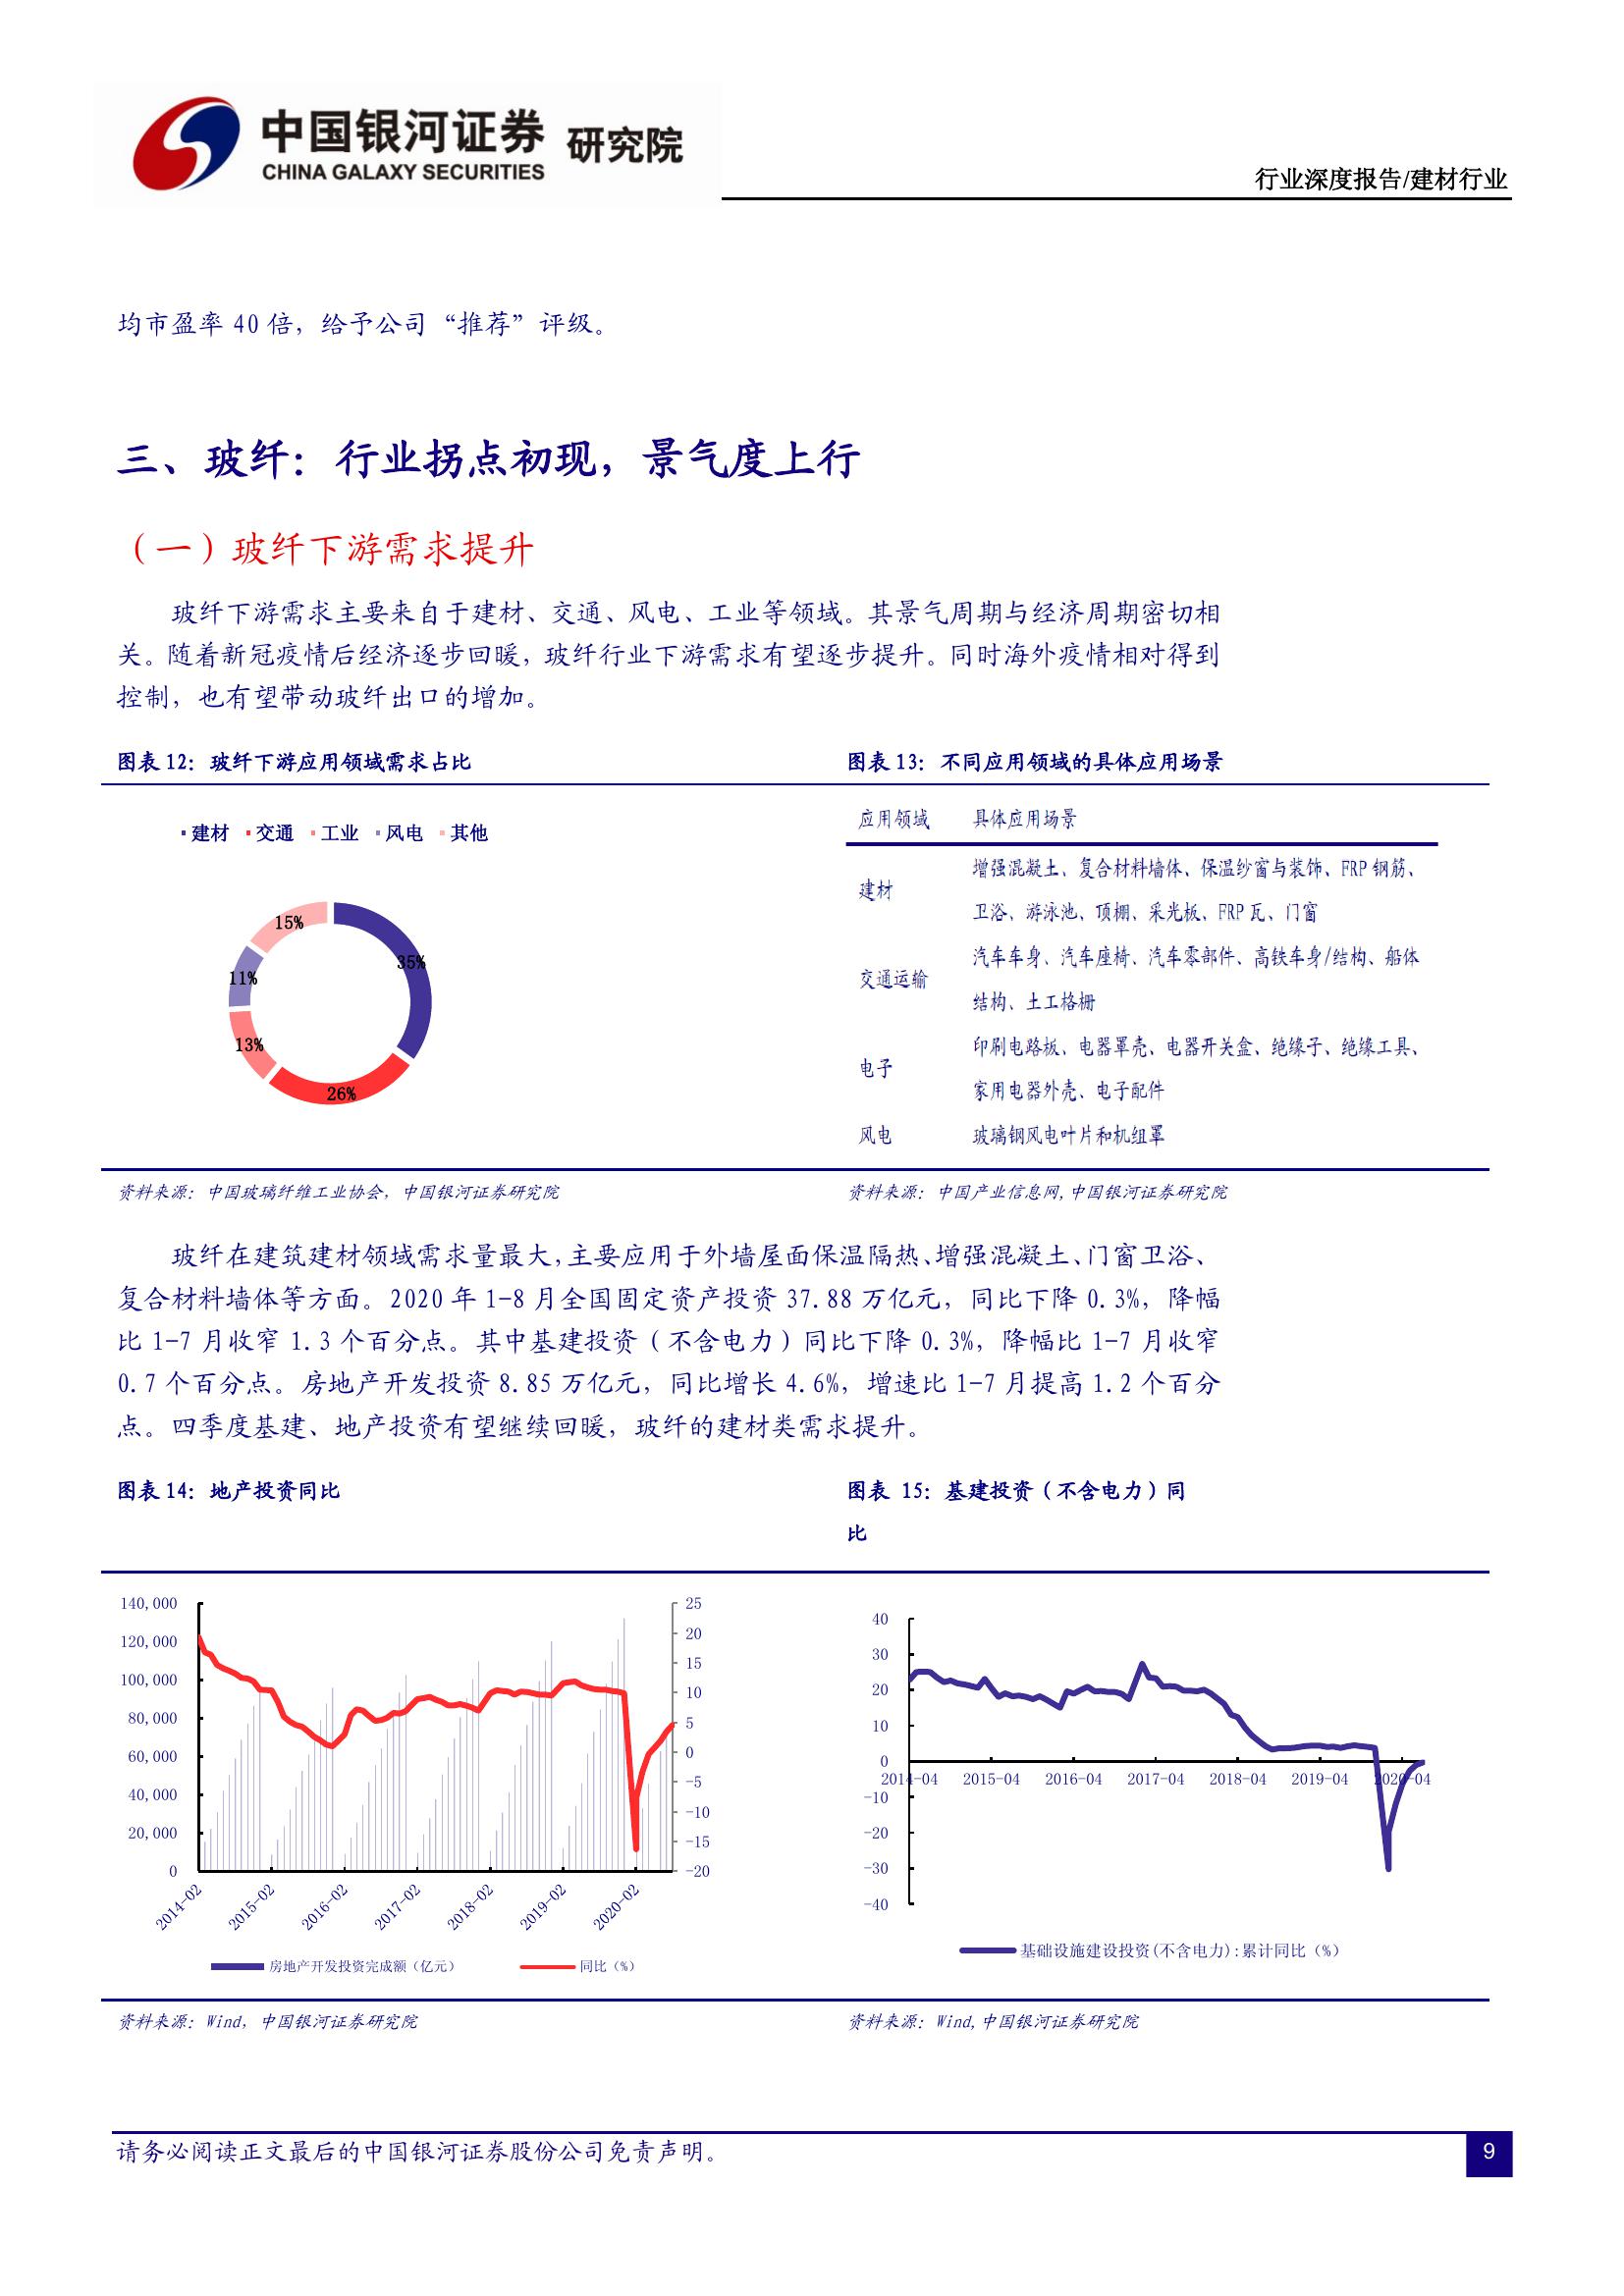 中国银河证券 研究院
CHINA GALAXY SECURITIES
行业深度报告/建材行业
均市盈率 40 倍，给予公司“推荐”评级。
三、玻纤：行业拐点初现，景气度上行
（一）玻纤下游需求提升
玻纤下游需求主要来自于建材、交通、风电、工业等领域。其景气周期与经济周期密切相
关。随着新冠疫情后经济逐步回暖，玻纤行业下游需求有望逐步提升。同时海外疫情相对得到
控制，也有望带动玻纤出口的增加。
图表 12：玻纤下游应用领域需求占比
建材 交通 工业 风电 其他
15%
35%
11%
13%
26%
资料来源：中国玻璃纤维工业协会，中国银河证券研究院
图表 13：不同应用领域的具体应用场景
应用领域 具体应用场景
建材 增强混凝土、复合材料墙体、保温纱窗与装饰、FRP 钢筋、
卫浴、游泳池、顶棚、采光板、FRP 瓦、门窗
交通运输 汽车车身、汽车座椅、汽车零部件、高铁车身/结构、船体
结构、土工格栅
电子 印刷电路板、电器罩壳、电器开关盒、绝缘子、绝缘工具、
家用电器外壳、电子配件
风电 玻璃钢风电叶片和机组罩
资料来源：中国产业信息网,中国银河证券研究院
玻纤在建筑建材领域需求量最大，主要应用于外墙屋面保温隔热、增强混凝土、门窗卫浴、
复合材料墙体等方面。2020 年 1-8 月全国固定资产投资 37.88 万亿元，同比下降 0.3%，降幅
比 1-7 月收窄 1.3 个百分点。其中基建投资（不含电力）同比下降 0.3%，降幅比 1-7 月收窄
0.7 个百分点。房地产开发投资 8.85 万亿元，同比增长 4.6%，增速比 1-7 月提高 1.2 个百分
点。四季度基建、地产投资有望继续回暖，玻纤的建材类需求提升。
图表 14：地产投资同比
140,000
120,000
100,000
80,000
60,000
40,000
20,000
0
25
20
15
10
5
0
-5
-10
-15
-20
2014-02 2015-02 2016-02 2017-02 2018-02 2019-02 2020-02
房地产开发投资完成额（亿元） 同比（%）
资料来源：Wind，中国银河证券研究院
图表 15：基建投资（不含电力）同
比
40
30
20
10
0
-10
-20
-30
-40
2014-04 2015-04 2016-04 2017-04 2018-04 2019-04 2020-04
基础设施建设投资(不含电力):累计同比（%）
资料来源：Wind,中国银河证券研究院
请务必阅读正文最后的中国银河证券股份公司免责声明。
9